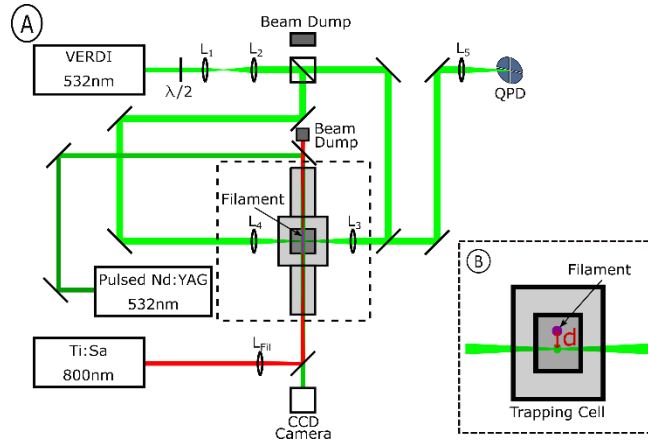 A
Beam Dump
VERDI
532nm
λ/2
L1
L2
L5
QPD
Beam
Dump
Filament
L4
L3
Pulsed Nd:YAG
532nm
Ti:Sa
800nm
LFil
CCD
Camera
B
Filament
d
Trapping Cell